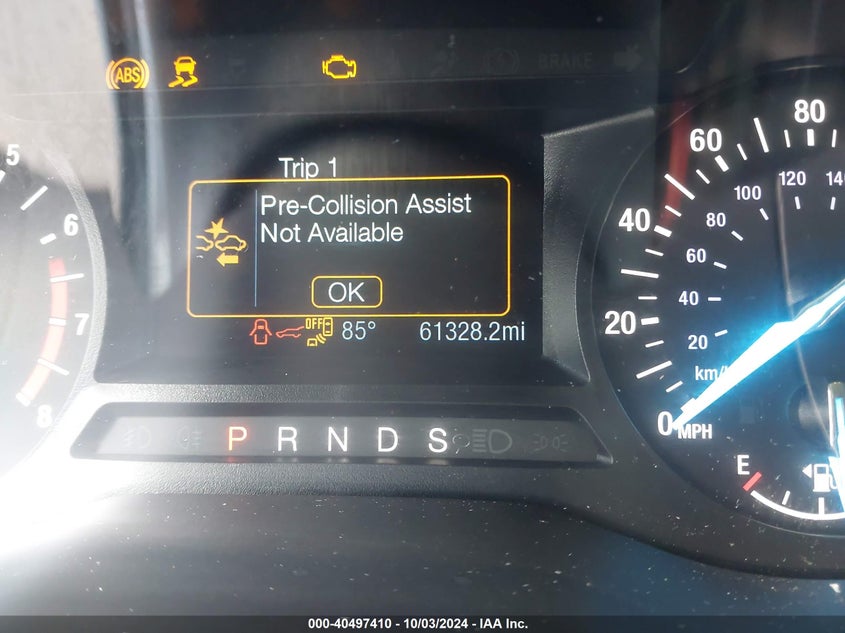 ABS BRAKE
Trip 1
Pre-Collision Assist
Not Available
OK
OFF 85° 61328.2mi
P R N D S
5
6
7
8
0 20 40 60 80
20 40 60 80 100 120
km/
MPH
E
000-40497410 - 10/03/2024 - IAA Inc.